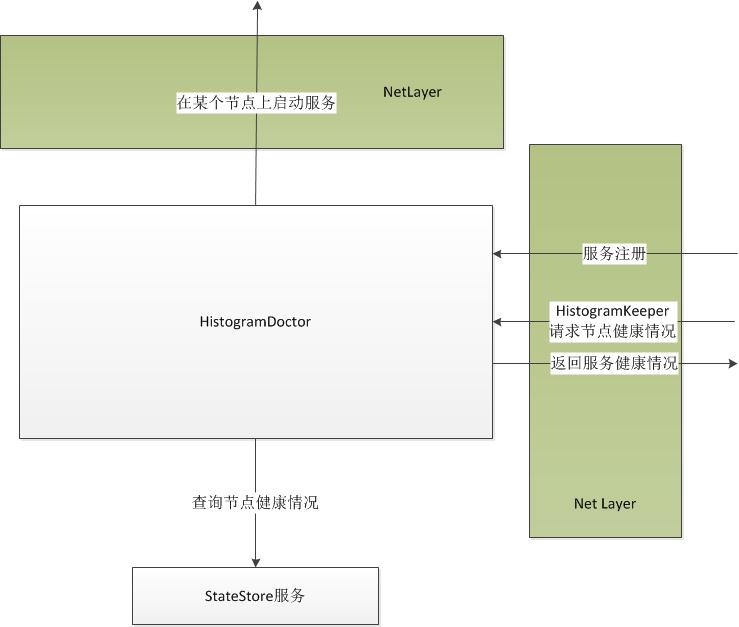 NetLayer
在某个节点上启动服务
服务注册
HistogramKeeper
请求节点健康情况
HistogramDoctor
返回服务健康情况
查询节点健康情况
Net Layer
StateStore服务